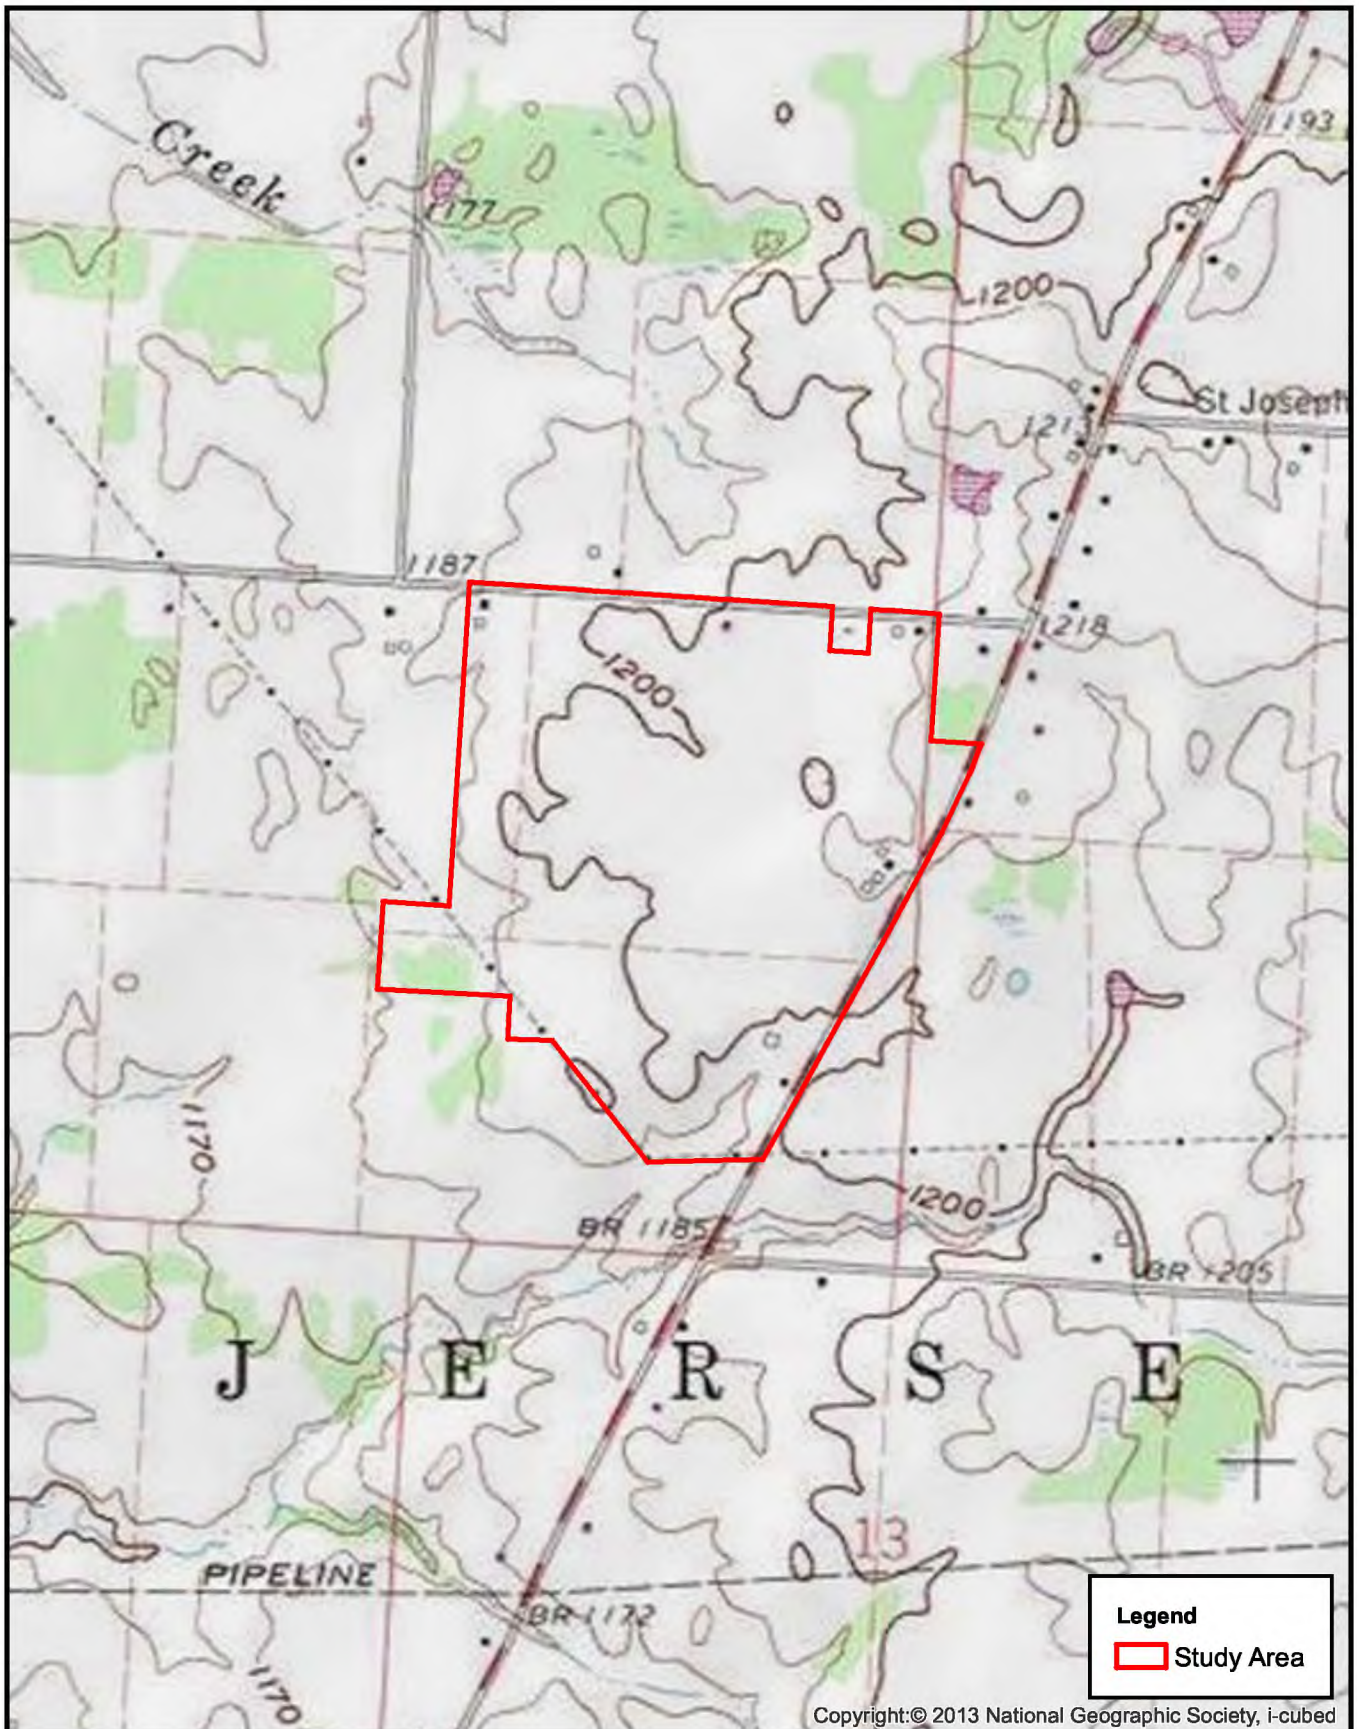 Creek
1193
1177
1200
St Joseph
1213
1187
1218
1200
1170
1200
BR 1185
BR 1205
J E R S E
13
PIPELINE
BR 1172
1170
Legend
Study Area
Copyright:© 2013 National Geographic Society, i-cubed